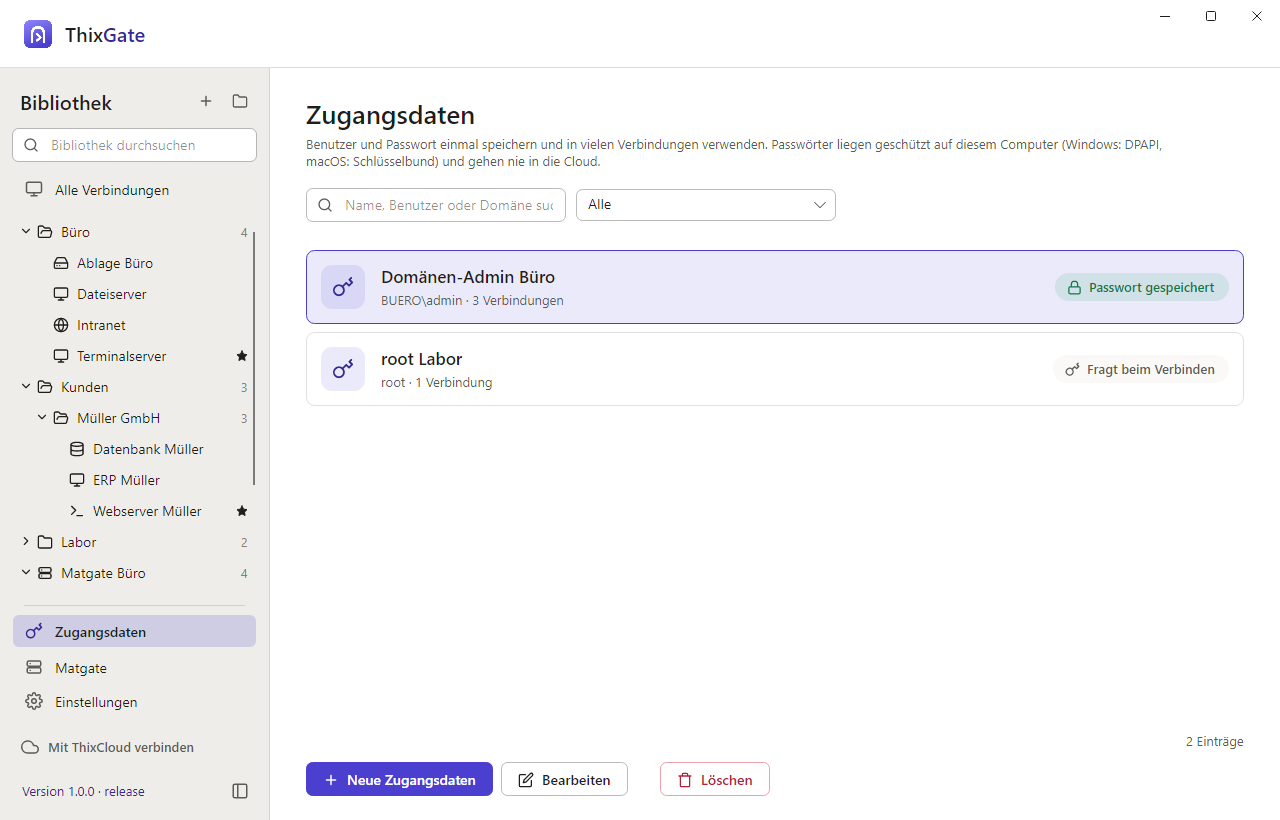 ThixGate
Bibliothek
Bibliothek durchsuchen
Alle Verbindungen
Büro 4
Ablage Büro
Dateiserver
Intranet
Terminalserver
Kunden 3
Müller GmbH 3
Datenbank Müller
ERP Müller
Webserver Müller
Labor 2
Matgate Büro 4
Zugangsdaten
Matgate
Einstellungen
Mit ThixCloud verbinden
Version 1.0.0 · release
Zugangsdaten
Benutzer und Passwort einmal speichern und in vielen Verbindungen verwenden. Passwörter liegen geschützt auf diesem Computer (Windows: DPAPI,
macOS: Schlüsselbund) und gehen nie in die Cloud.
Name, Benutzer oder Domäne suc
Alle
Domänen-Admin Büro
BUERO\admin · 3 Verbindungen
Passwort gespeichert
root Labor
root · 1 Verbindung
Fragt beim Verbinden
2 Einträge
Neue Zugangsdaten
Bearbeiten
Löschen